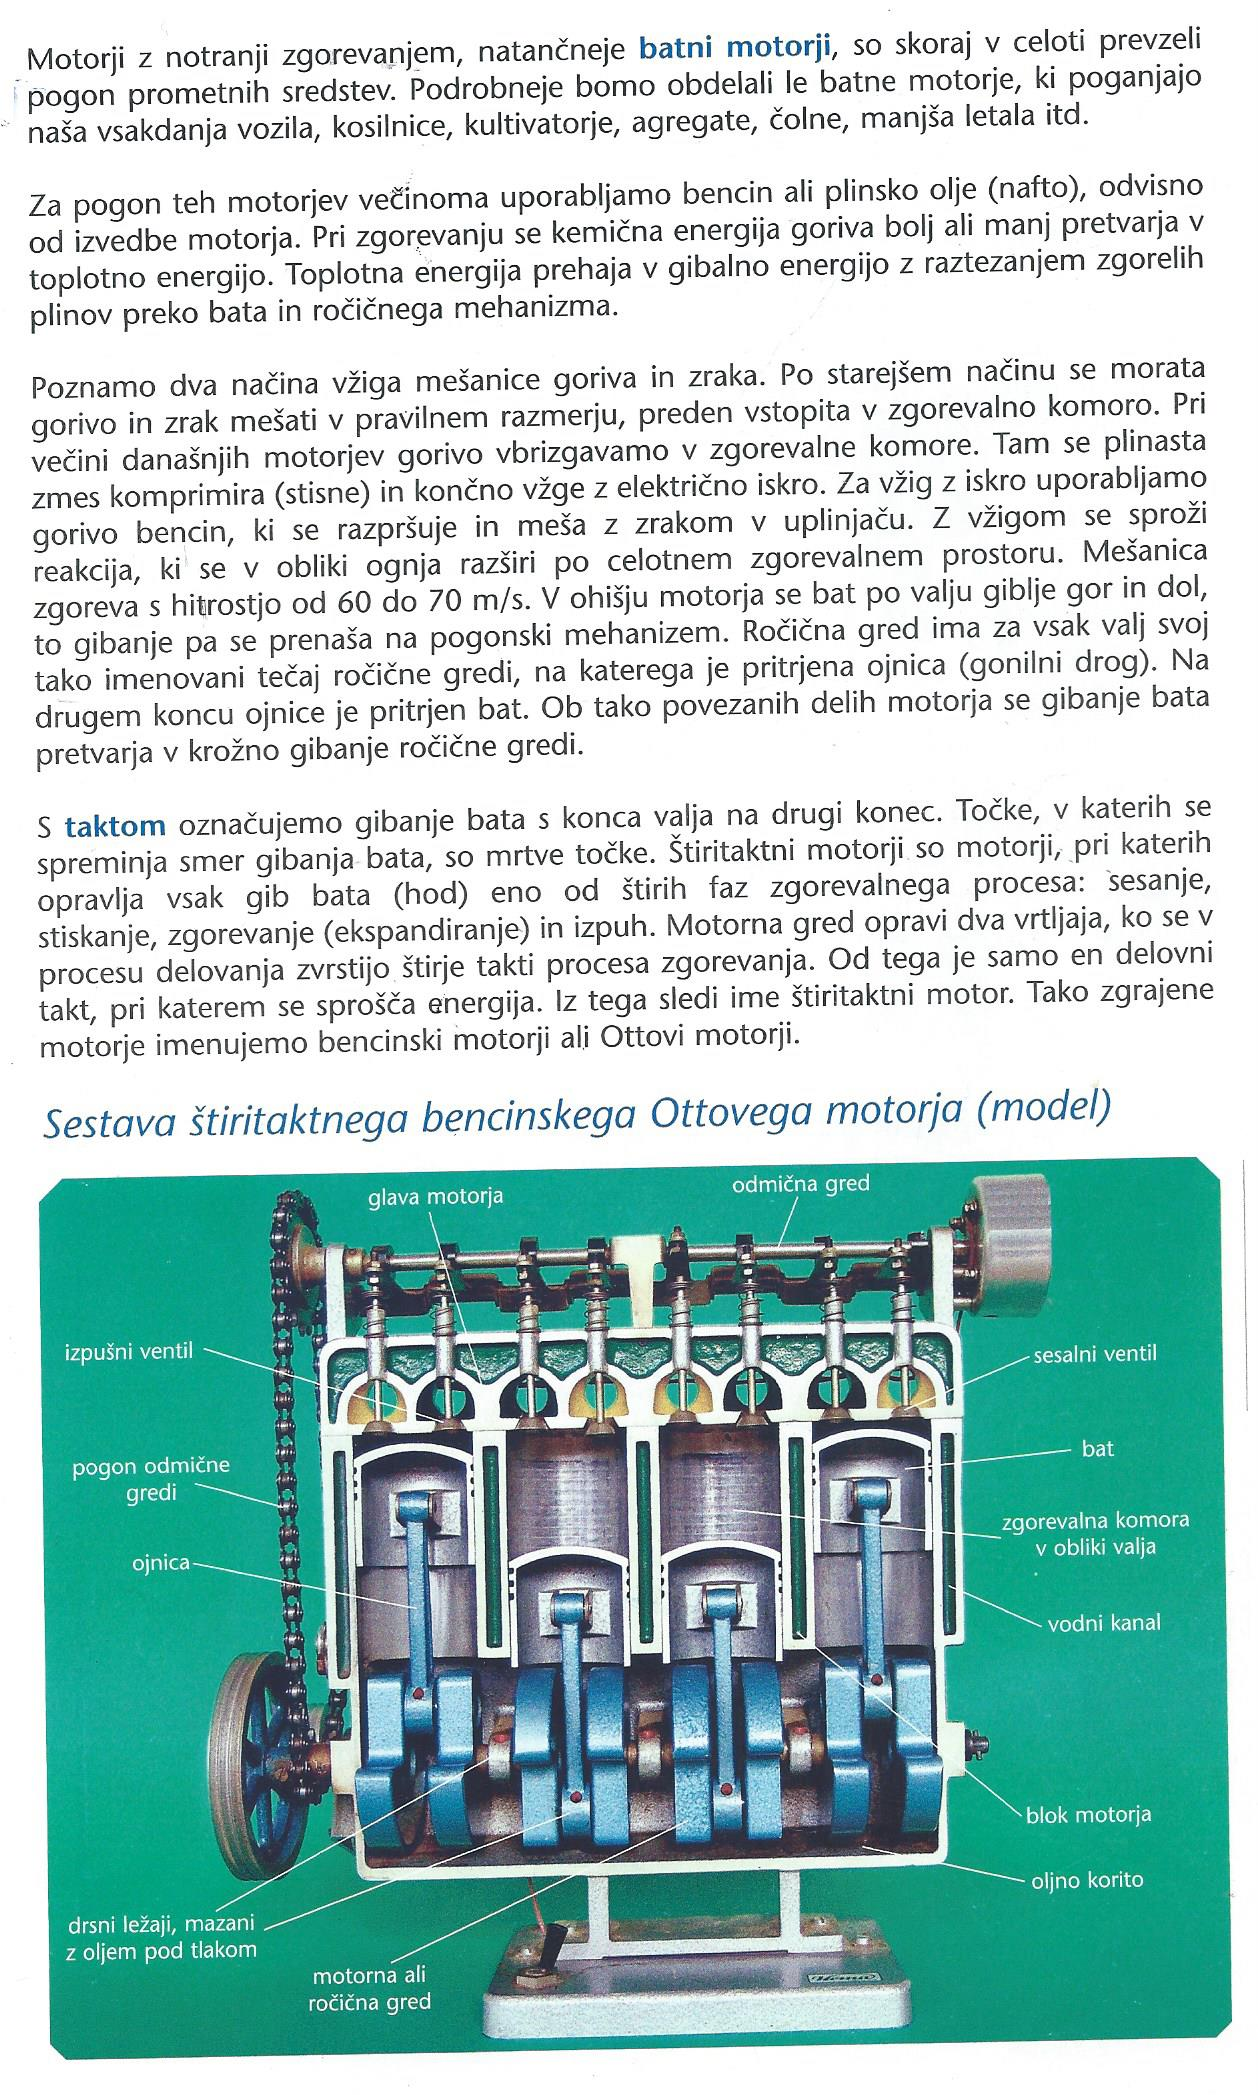 Motorji z notranji zgorevanjem, natančneje batni motorji, so skoraj v celoti prevzeli
pogon prometnih sredstev. Podrobneje bomo obdelali le batne motorje, ki poganjajo
naša vsakdanja vozila, kosilnice, kultivatorje, agregate, čolne, manjša letala itd.
Za pogon teh motorjev večinoma uporabljamo bencin ali plinsko olje (nafto), odvisno
od izvedbe motorja. Pri zgorevanju se kemična energija goriva bolj ali manj pretvarja v
toplotno energijo. Toplotna energija prehaja v gibalno energijo z raztezanjem zgorelih
plinov preko bata in ročičnega mehanizma.
Poznamo dva načina vžiga mešanice goriva in zraka. Po starejšem načinu se morata
gorivo in zrak mešati v pravilnem razmerju, preden vstopita v zgorevalno komoro. Pri
večini današnjih motorjev gorivo vbrizgavamo v zgorevalne komore. Tam se plinasta
zmes komprimira (stisne) in končno vžge z električno iskro. Za vžig z iskro uporabljamo
gorivo bencin, ki se razpršuje in meša z zrakom v uplinjaču. Z vžigom se sproži
reakcija, ki se v obliki ognja razširi po celotnem zgorevalnem prostoru. Mešanica
zgoreva s hitrostjo od 60 do 70 m/s. V ohišju motorja se bat po valju giblje gor in dol,
to gibanje pa se prenaša na pogonski mehanizem. Ročična gred ima za vsak valj svoj
tako imenovani tečaj ročične gredi, na katerega je pritrjena ojnica (gonilni drog). Na
drugem koncu ojnice je pritrjen bat. Ob tako povezanih delih motorja se gibanje bata
pretvarja v krožno gibanje ročične gredi.
S taktom označujemo gibanje bata s konca valja na drugi konec. Točke, v katerih se
spreminja smer gibanja bata, so mrtve točke. Štiritaktni motorji so motorji, pri katerih
opravlja vsak gib bata (hod) eno od štirih faz zgorevalnega procesa: sesanje,
stiskanje, zgorevanje (ekspandiranje) in izpuh. Motorna gred opravi dva vrtljaja, ko se v
procesu delovanja zvrstijo štirje takti procesa zgorevanja. Od tega je samo en delovni
takt, pri katerem se sprošča energija. Iz tega sledi ime štiritaktni motor. Tako zgrajene
motorje imenujemo bencinski motorji ali Ottovi motorji.
Sestava štiritaktnega bencinskega Ottovega motorja (model)
glava motorja
odmična gred
izpušni ventil
sesalni ventil
bat
pogon odmične
gredi
zgorevalna komora
v obliki valja
ojnica
vodni kanal
blok motorja
oljno korito
drsni ležaji, mazani
z oljem pod tlakom
motorna ali
ročična gred